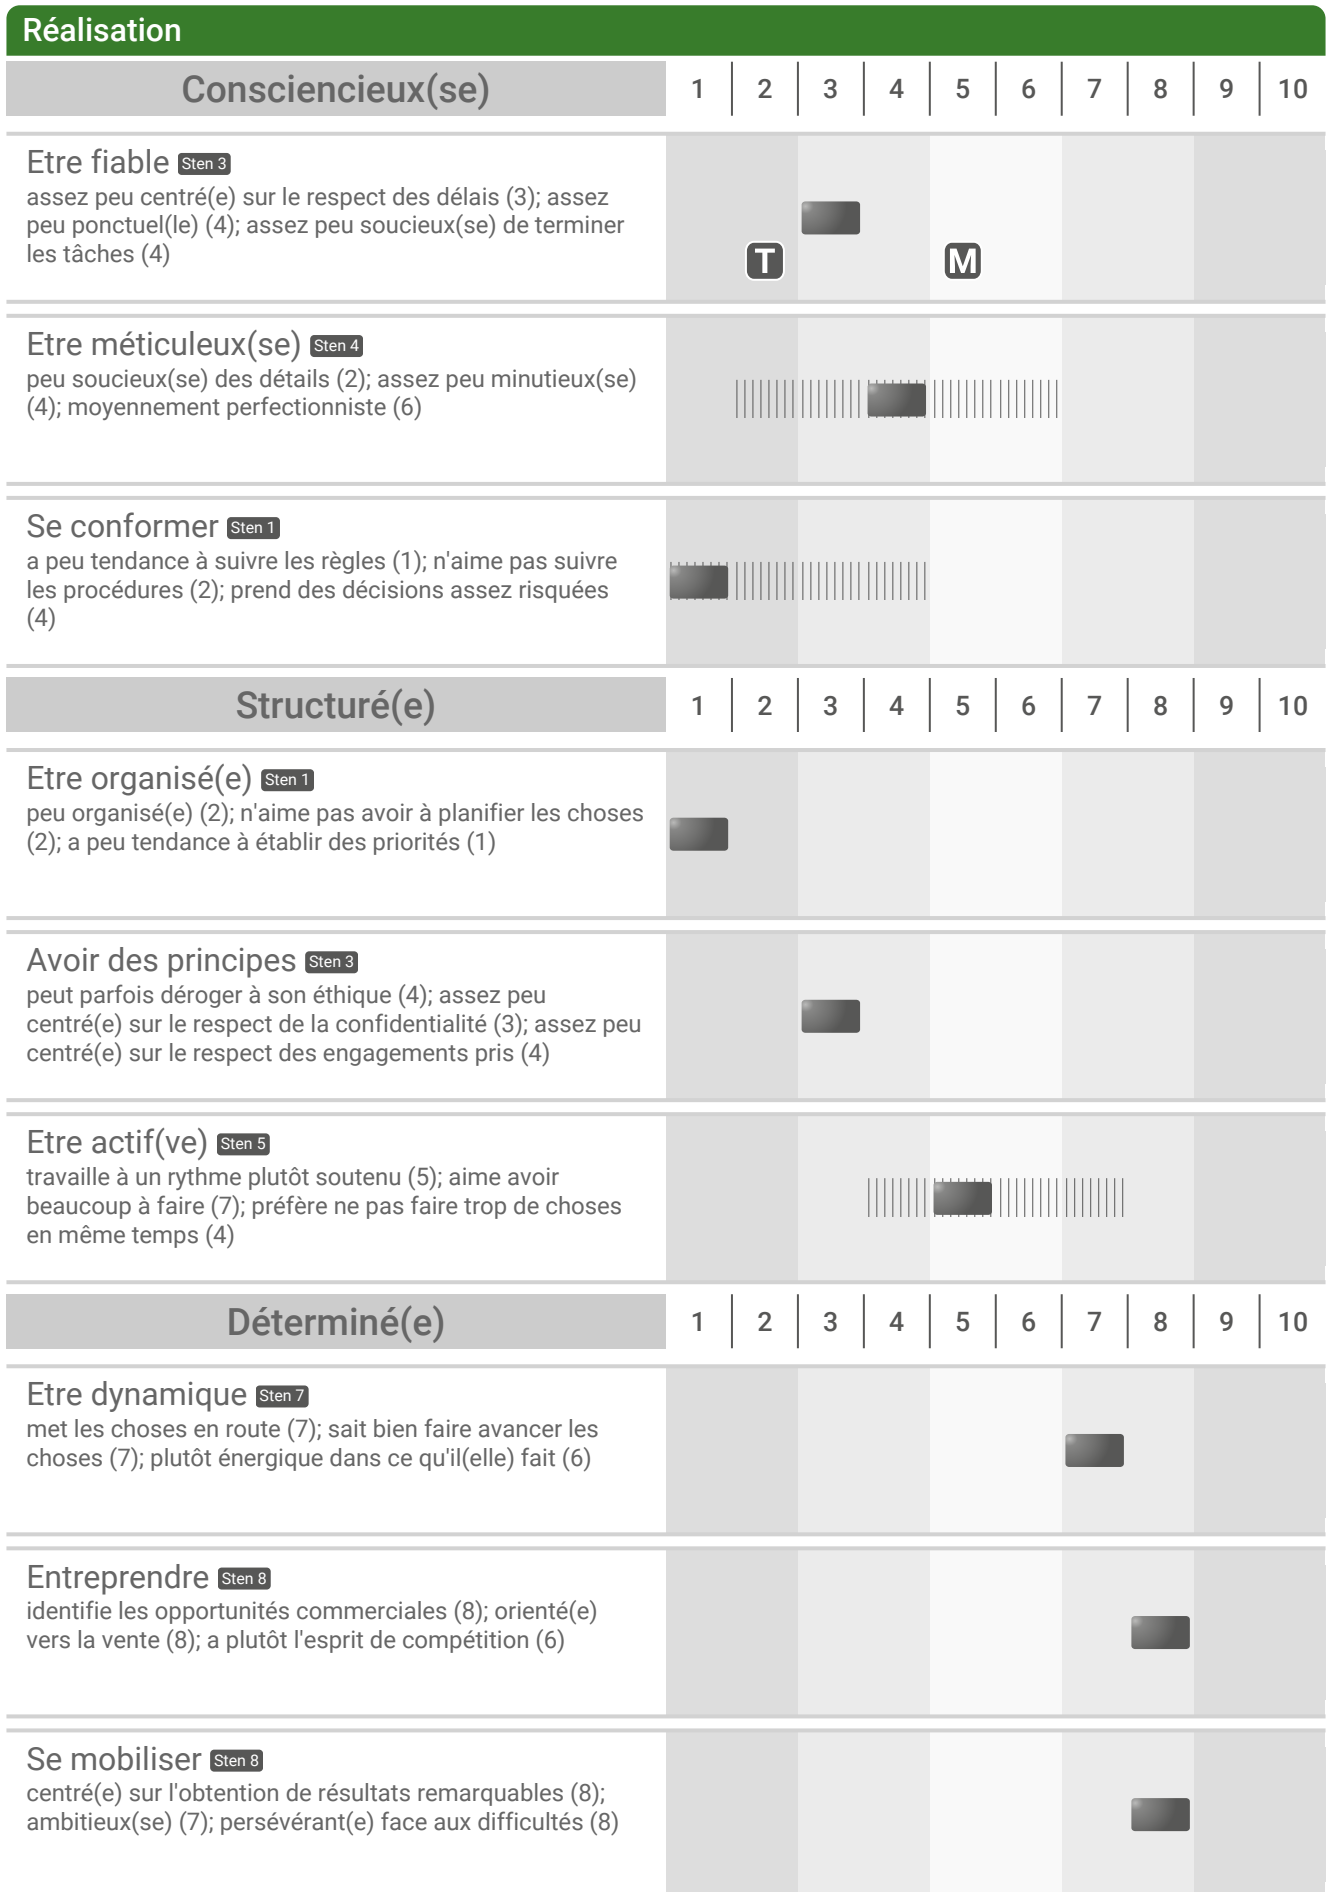 Réalisation
Consciencieux(se) 1 2 3 4 5 6 7 8 9 10
Etre fiable Sten 3
assez peu centré(e) sur le respect des délais (3); assez
peu ponctuel(le) (4); assez peu soucieux(se) de terminer
les tâches (4)
T M
Etre méticuleux(se) Sten 4
peu soucieux(se) des détails (2); assez peu minutieux(se)
(4); moyennement perfectionniste (6)
Se conformer Sten 1
a peu tendance à suivre les règles (1); n'aime pas suivre
les procédures (2); prend des décisions assez risquées
(4)
Structuré(e) 1 2 3 4 5 6 7 8 9 10
Etre organisé(e) Sten 1
peu organisé(e) (2); n'aime pas avoir à planifier les choses
(2); a peu tendance à établir des priorités (1)
Avoir des principes Sten 3
peut parfois déroger à son éthique (4); assez peu
centré(e) sur le respect de la confidentialité (3); assez peu
centré(e) sur le respect des engagements pris (4)
Etre actif(ve) Sten 5
travaille à un rythme plutôt soutenu (5); aime avoir
beaucoup à faire (7); préfère ne pas faire trop de choses
en même temps (4)
Déterminé(e) 1 2 3 4 5 6 7 8 9 10
Etre dynamique Sten 7
met les choses en route (7); sait bien faire avancer les
choses (7); plutôt énergique dans ce qu'il(elle) fait (6)
Entreprendre Sten 8
identifie les opportunités commerciales (8); orienté(e)
vers la vente (8); a plutôt l'esprit de compétition (6)
Se mobiliser Sten 8
centré(e) sur l'obtention de résultats remarquables (8);
ambitieux(se) (7); persévérant(e) face aux difficultés (8)